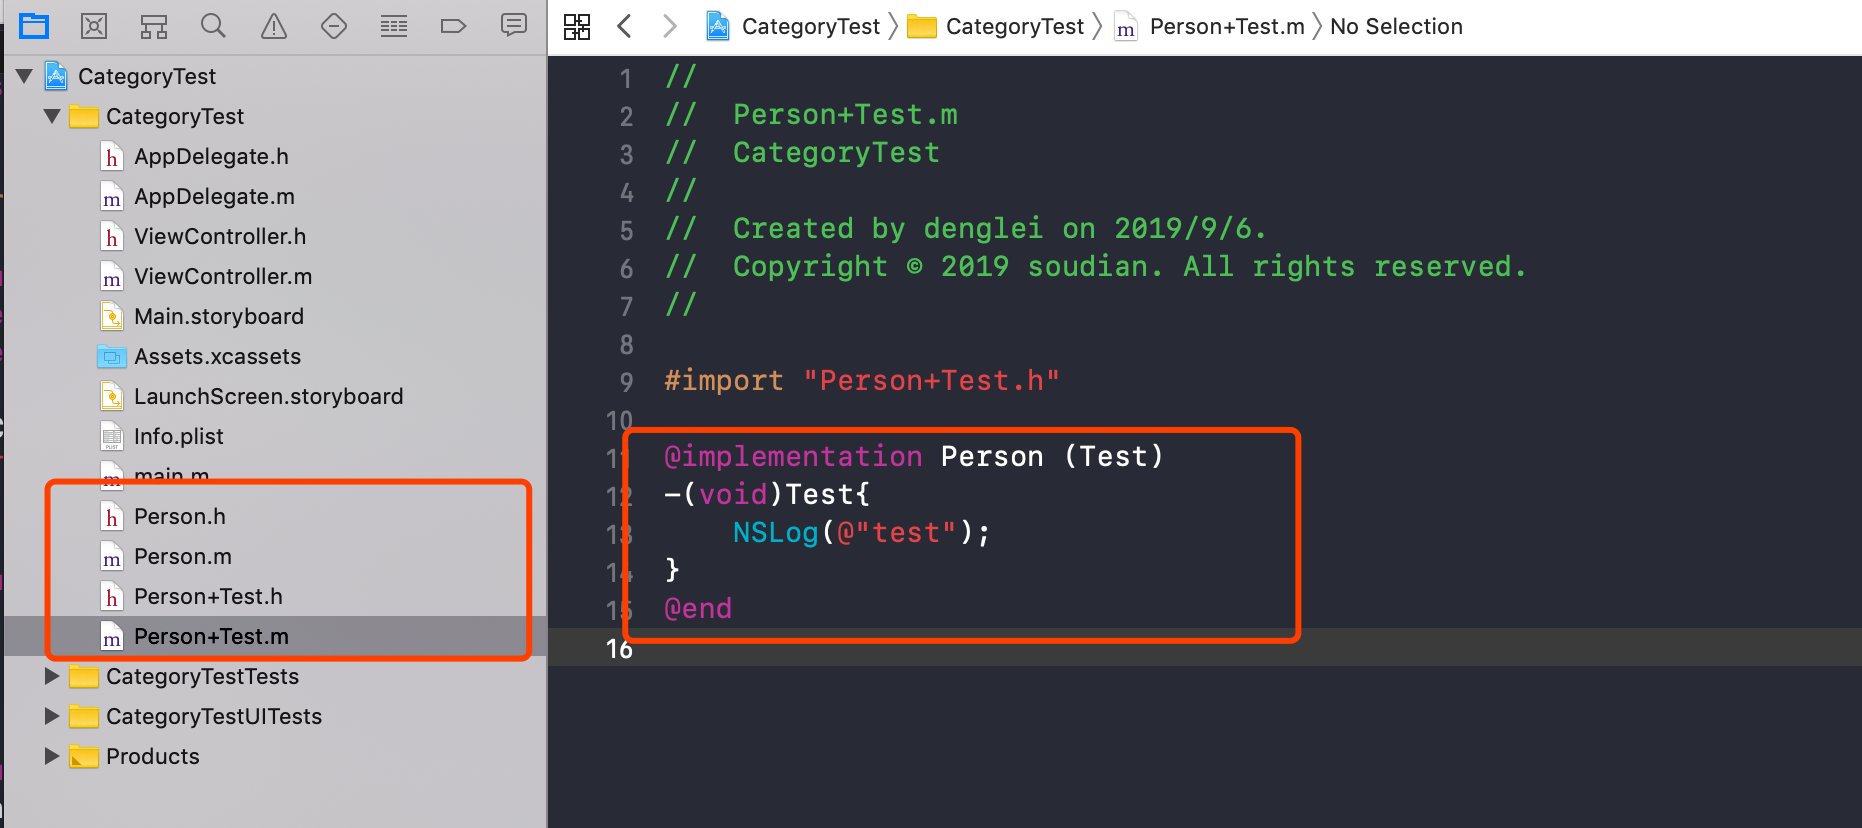 CategoryTest
CategoryTest
AppDelegate.h
AppDelegate.m
ViewController.h
ViewController.m
Main.storyboard
Assets.xcassets
LaunchScreen.storyboard
Info.plist
main.m
Person.h
Person.m
Person+Test.h
Person+Test.m
CategoryTestTests
CategoryTestUITests
Products
CategoryTest 〉 CategoryTest 〉 Person+Test.m 〉 No Selection
1 //
2 //  Person+Test.m
3 //  CategoryTest
4 //
5 //  Created by denglei on 2019/9/6.
6 //  Copyright © 2019 soudian. All rights reserved.
7 //
8
9 #import "Person+Test.h"
10
11 @implementation Person (Test)
12 -(void)Test{
13     NSLog(@"test");
14 }
15 @end
16